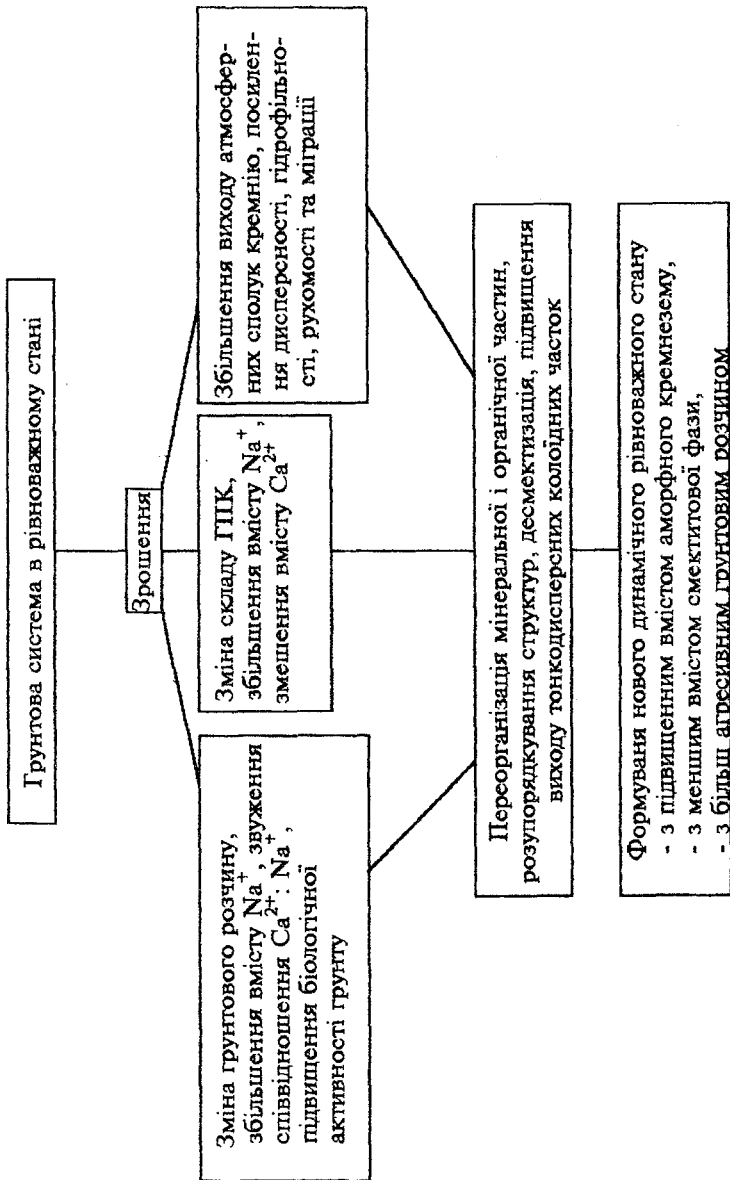 Грунтова система в рівноважному стані
Зрошення
Зміна грунтового розчину,
збільшення вмісту Na⁺, звуження
співвідношення Ca²⁺ : Na⁺,
підвищення біологічної
активності грунту
Зміна складу ГПК,
збільшення вмісту Na⁺,
змешення вмісту Ca²⁺
Збільшення виходу атмосфер-
них сполук кремнію, посилен-
ня дисперсності, гідрофільно-
сті, рухомості та міграції
Переорганізація мінеральної і органічної частин,
розупорядкування структур, десмектизація, підвищення
виходу тонкодисперсних колоїдних часток
Формуваня нового динамічного рівноважного стану
- з підвищенним вмістом аморфного кремнезему,
- з меншим вмістом смектитової фази,
- з більш агресивним грунтовим розчином